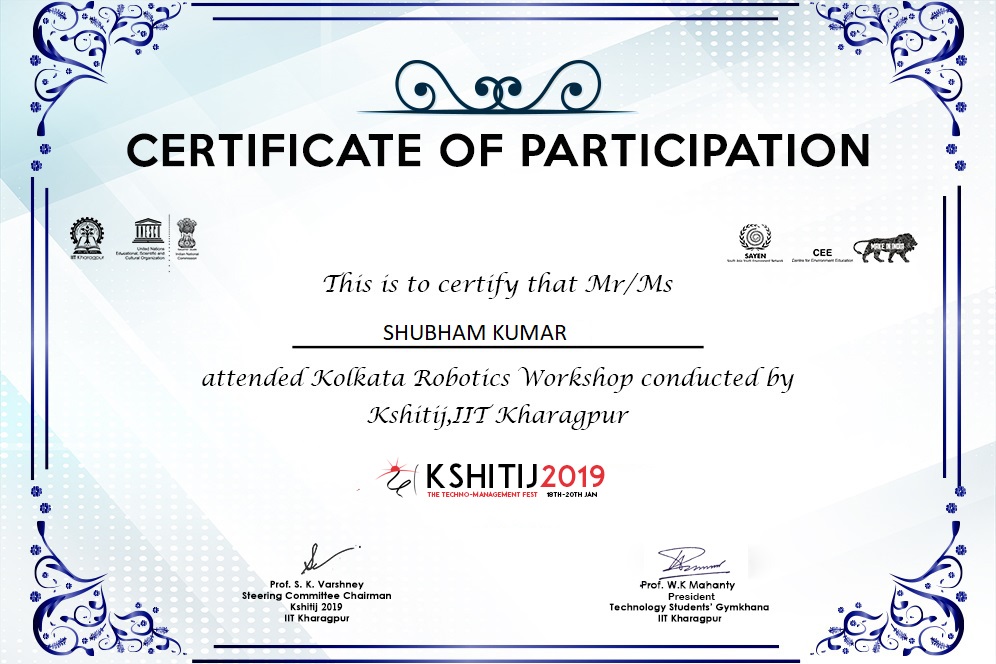 CERTIFICATE OF PARTICIPATION
IIT Kharagpur
UNESCO
United Nations
Educational, Scientific and
Cultural Organization
Indian National
Commission
SAYEN
South Asia Youth Environment Network
CEE
Centre for Environment Education
MAKE IN INDIA
This is to certify that Mr/Ms
SHUBHAM KUMAR
attended Kolkata Robotics Workshop conducted by
Kshitij,IIT Kharagpur
KSHITIJ2019
THE TECHNO-MANAGEMENT FEST 18TH-20TH JAN
Prof. S. K. Varshney
Steering Committee Chairman
Kshitij 2019
IIT Kharagpur
Prof. W.K Mahanty
President
Technology Students' Gymkhana
IIT Kharagpur